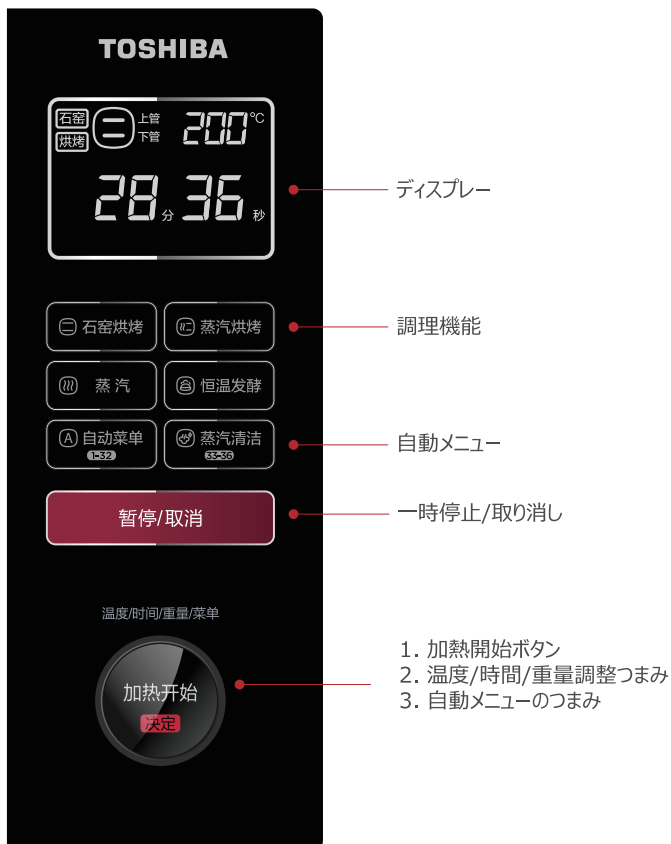 TOSHIBA
石窑 上管 200℃
烘烤 下管
28分36秒
ディスプレー
石窑烘烤 蒸汽烘烤
調理機能
蒸汽 恒温发酵
A 自动菜单 蒸汽清洁
1-32 33-36
自動メニュー
暂停/取消
一時停止/取り消し
温度/时间/重量/菜单
加热开始
决定
1. 加熱開始ボタン
2. 温度/時間/重量調整つまみ
3. 自動メニューのつまみ